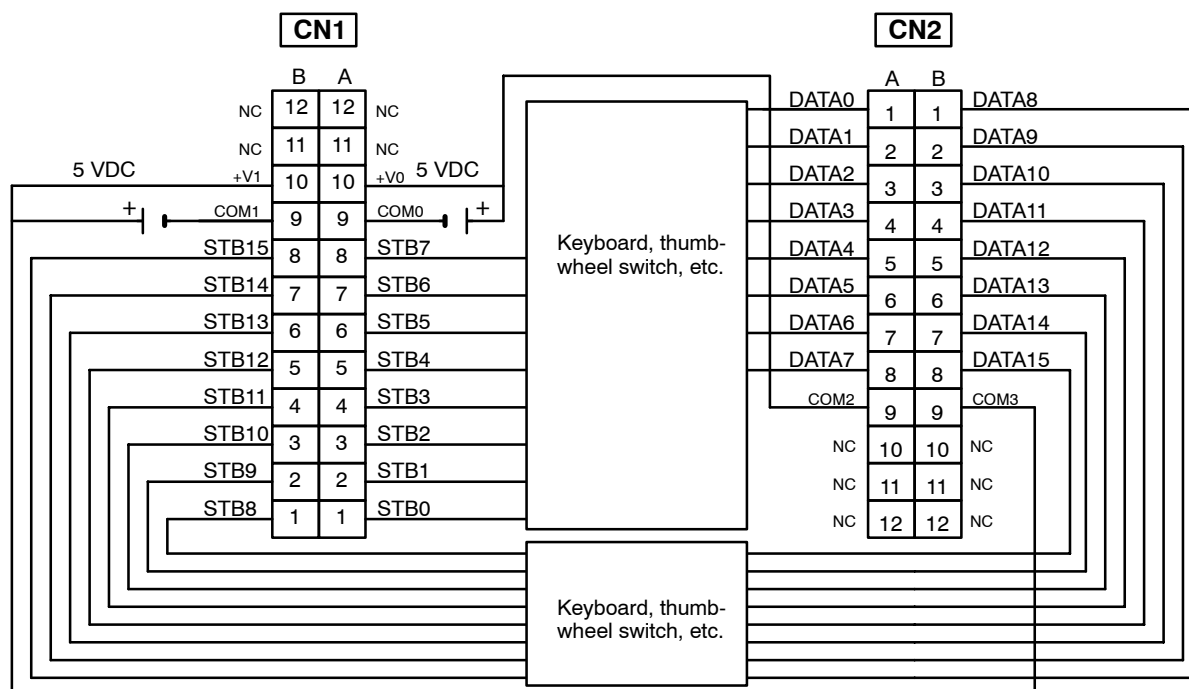 CN1 CN2
B A A B
NC 12 12 NC DATA0 1 1 DATA8
NC 11 11 NC DATA1 2 2 DATA9
5 VDC +V1 10 10 +V0 5 VDC DATA2 3 3 DATA10
+ COM1 9 9 COM0 + DATA3 4 4 DATA11
STB15 8 8 STB7 Keyboard, thumb- DATA4 5 5 DATA12
wheel switch, etc.
STB14 7 7 STB6 DATA5 6 6 DATA13
STB13 6 6 STB5 DATA6 7 7 DATA14
STB12 5 5 STB4 DATA7 8 8 DATA15
STB11 4 4 STB3 COM2 9 9 COM3
STB10 3 3 STB2 NC 10 10 NC
STB9 2 2 STB1 NC 11 11 NC
STB8 1 1 STB0 NC 12 12 NC
Keyboard, thumb-
wheel switch, etc.